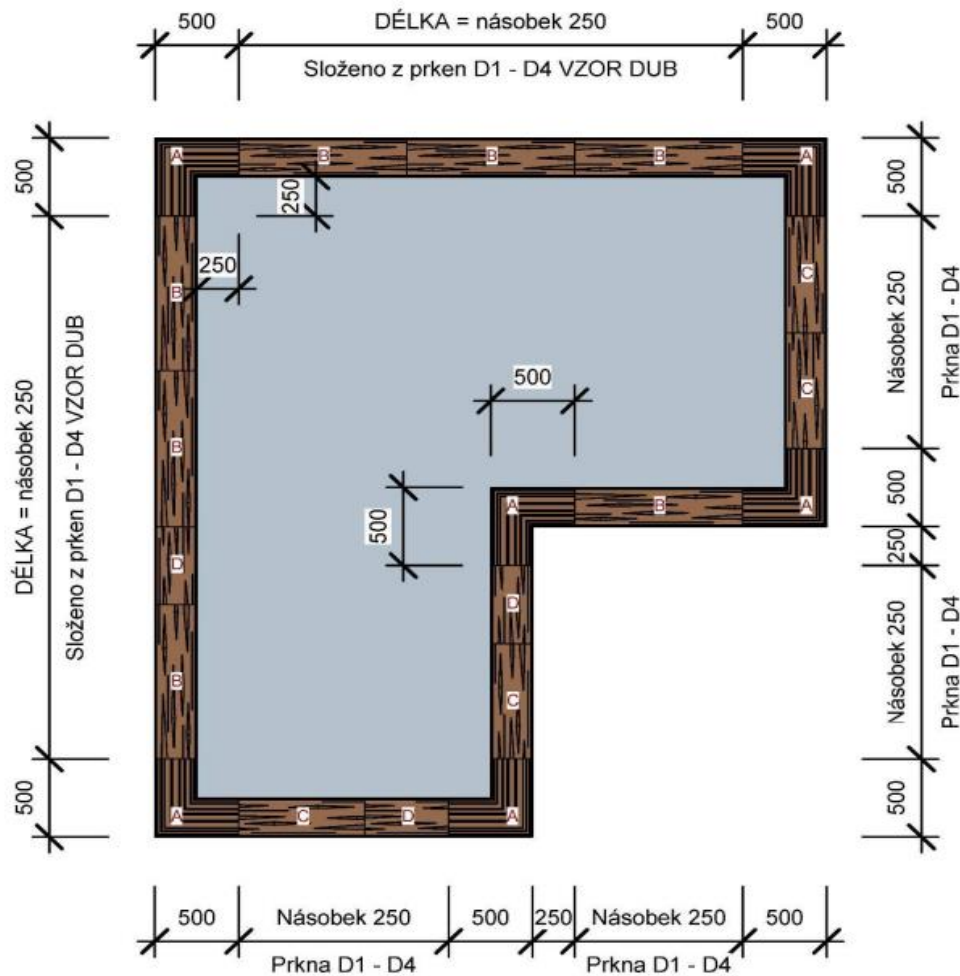 500 DÉLKA = násobek 250 500
Složeno z prken D1 - D4 VZOR DUB
A B B B A
500
500
250
250
B
C
C
500
B
DÉLKA = násobek 250
Složeno z prken D1 - D4 VZOR DUB
Násobek 250
Prkna D1 - D4
500
A B A
500
250
D
D
B
C
Násobek 250
Prkna D1 - D4
A C D A
500
500
500 Násobek 250 500 250 Násobek 250 500
Prkna D1 - D4 Prkna D1 - D4